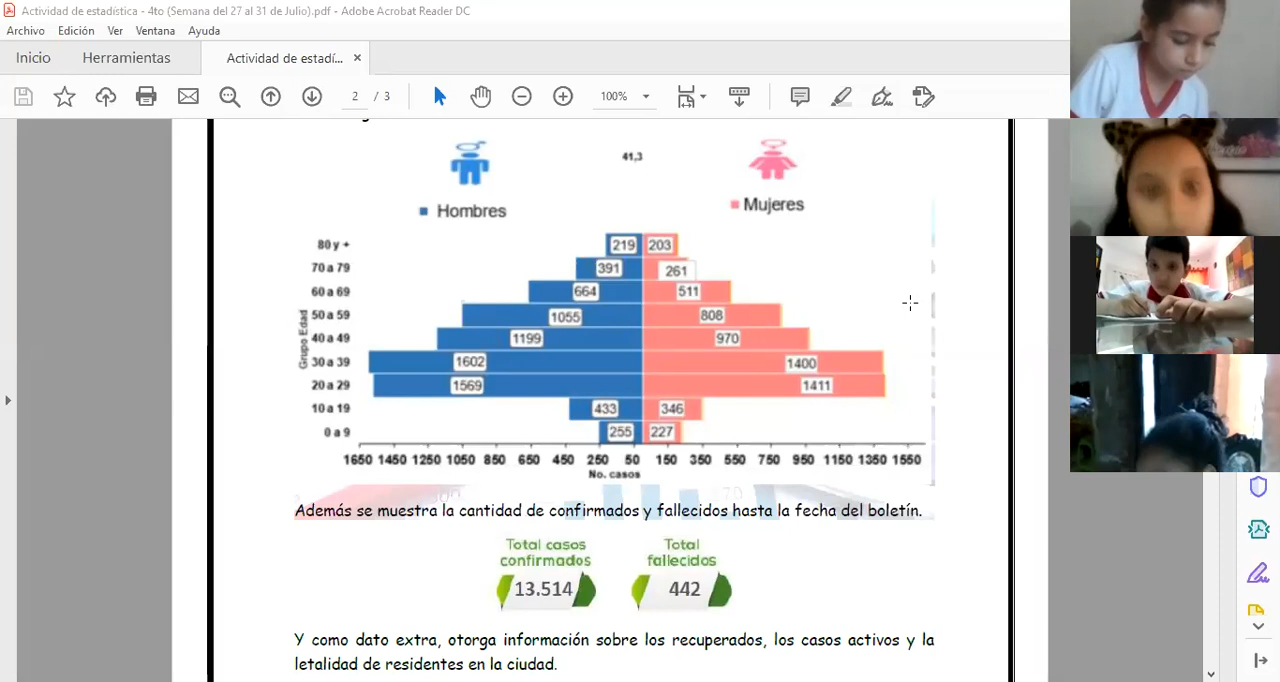 Actividad de estadística - 4to (Semana del 27 al 31 de Julio).pdf - Adobe Acrobat Reader DC
Archivo Edición Ver Ventana Ayuda
Inicio Herramientas Actividad de estadí... ×
2 / 3 100%
41,3
Hombres Mujeres
Grupo Edad
80 y + 219 203
70 a 79 391 261
60 a 69 664 511
50 a 59 1055 808
40 a 49 1199 970
30 a 39 1602 1400
20 a 29 1569 1411
10 a 19 433 346
0 a 9 255 227
1650 1450 1250 1050 850 650 450 250 50 150 350 550 750 950 1150 1350 1550
No. casos
Además se muestra la cantidad de confirmados y fallecidos hasta la fecha del boletín.
Total casos confirmados
13.514
Total fallecidos
442
Y como dato extra, otorga información sobre los recuperados, los casos activos y la
letalidad de residentes en la ciudad.